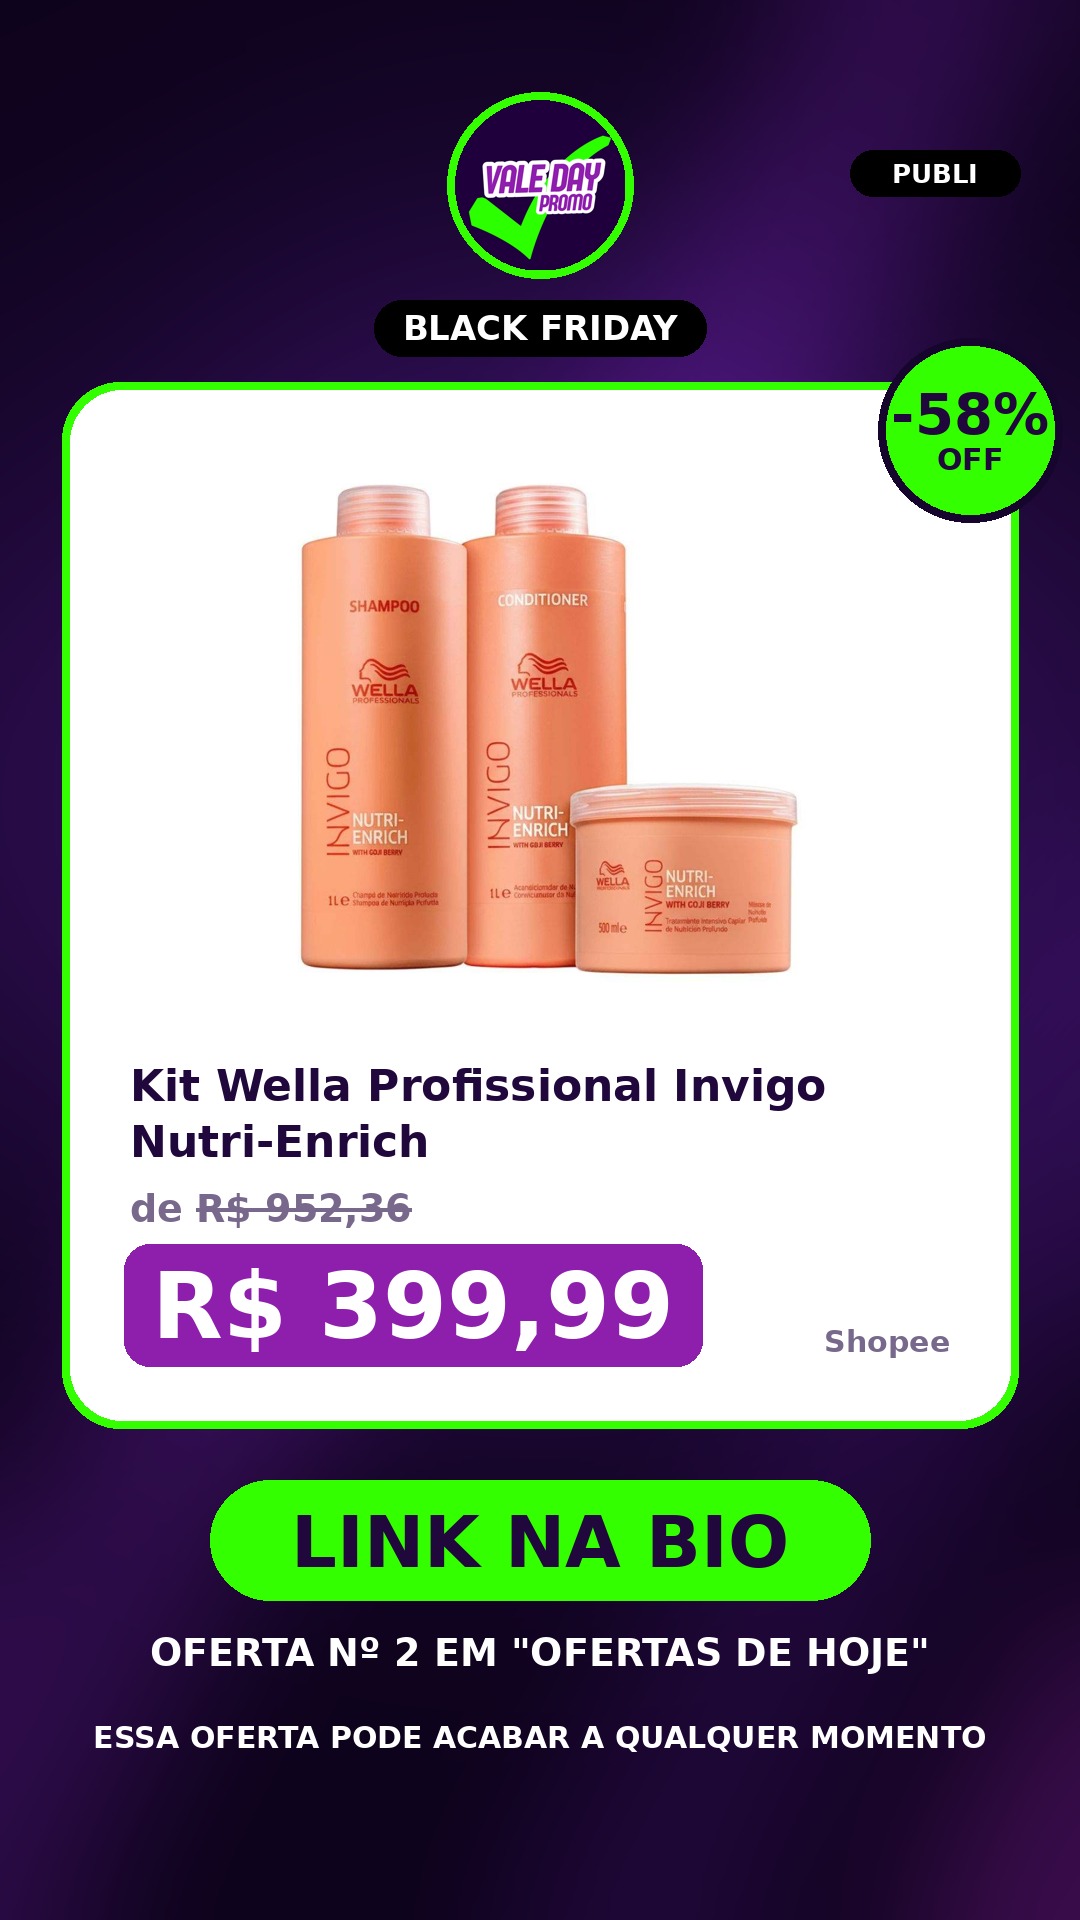 VALE DAY
PROMO
PUBLI
BLACK FRIDAY
-58%
OFF
SHAMPOO
WELLA
PROFESSIONALS
INVIGO
NUTRI-
ENRICH
WITH GOJI BERRY
1L e
CONDITIONER
WELLA
PROFESSIONALS
INVIGO
NUTRI-
ENRICH
WITH GOJI BERRY
1L e
WELLA
INVIGO
NUTRI-
ENRICH
WITH GOJI BERRY
500 ml e
Kit Wella Profissional Invigo
Nutri-Enrich
de R$ 952,36
R$ 399,99
Shopee
LINK NA BIO
OFERTA Nº 2 EM "OFERTAS DE HOJE"
ESSA OFERTA PODE ACABAR A QUALQUER MOMENTO